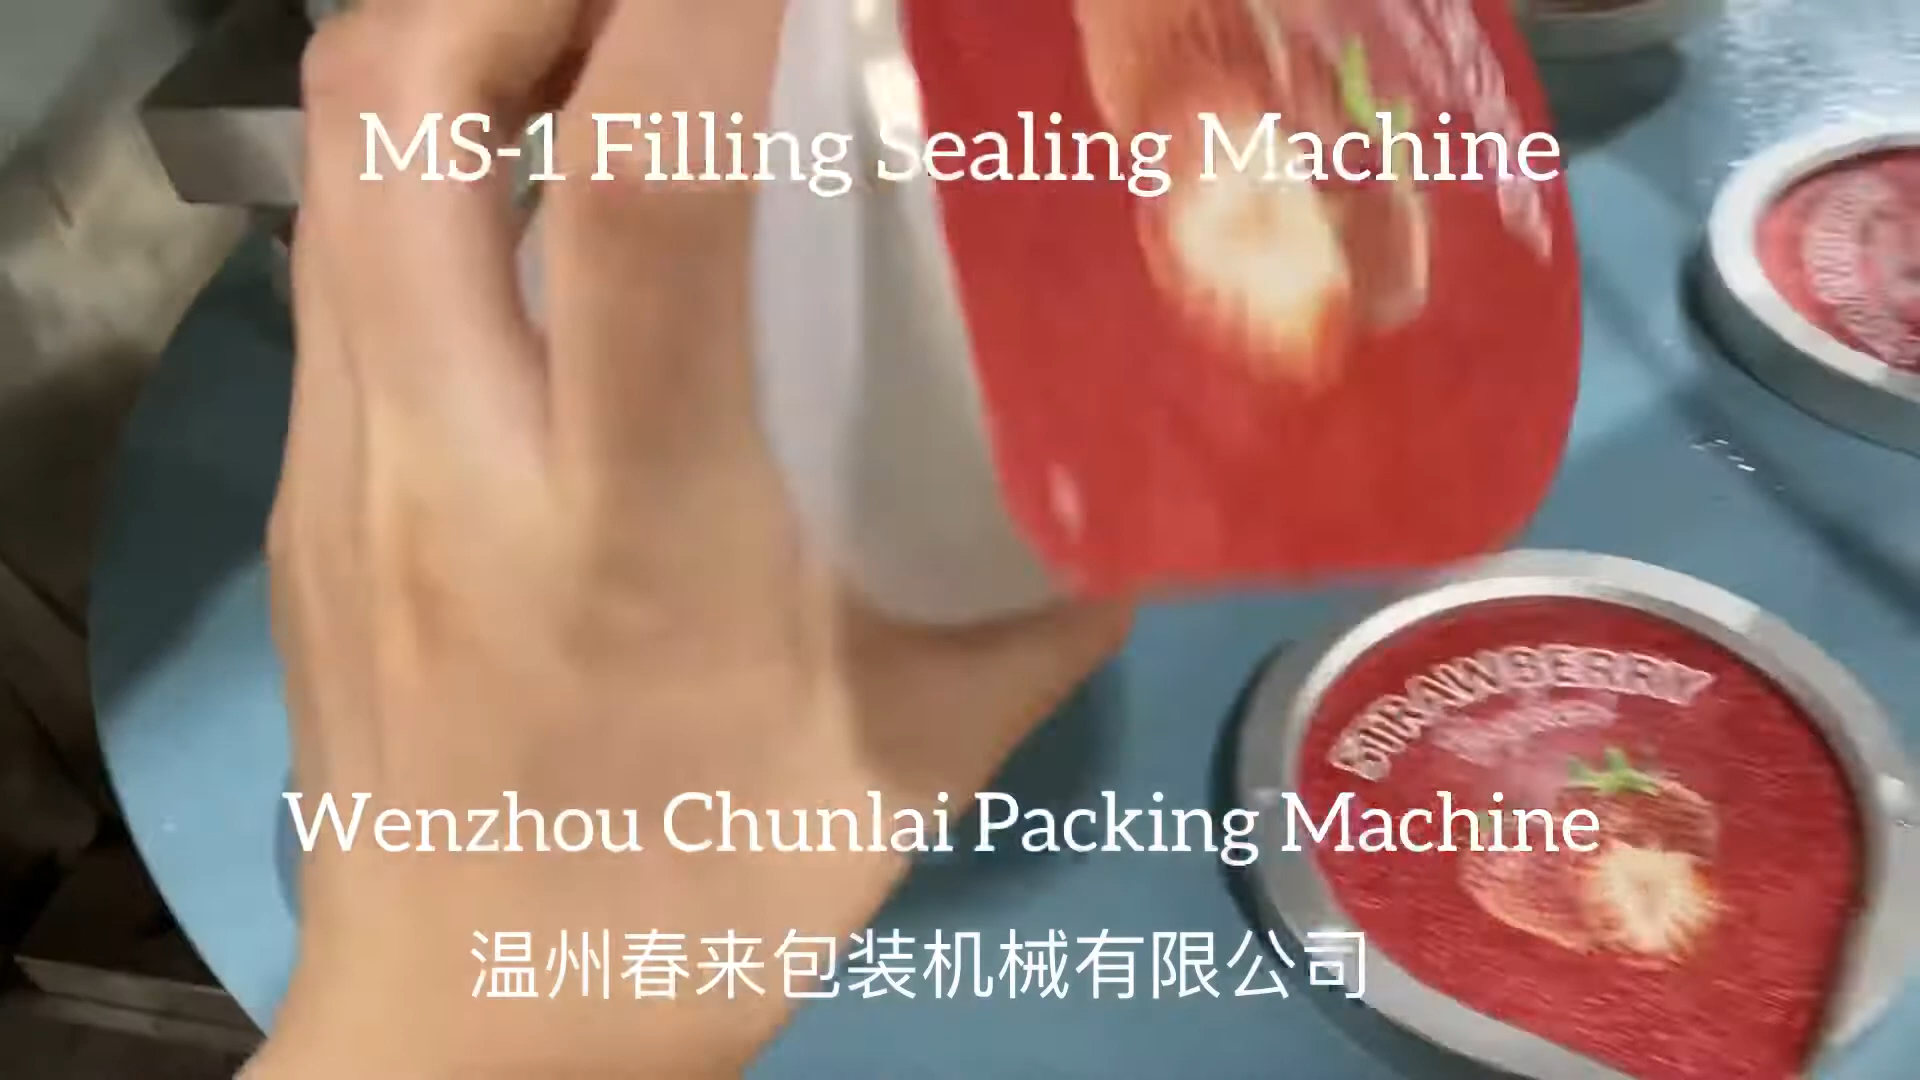 MS-1 Filling Sealing Machine
STRAWBERRY
Wenzhou Chunlai Packing Machine
温州春来包装机械有限公司